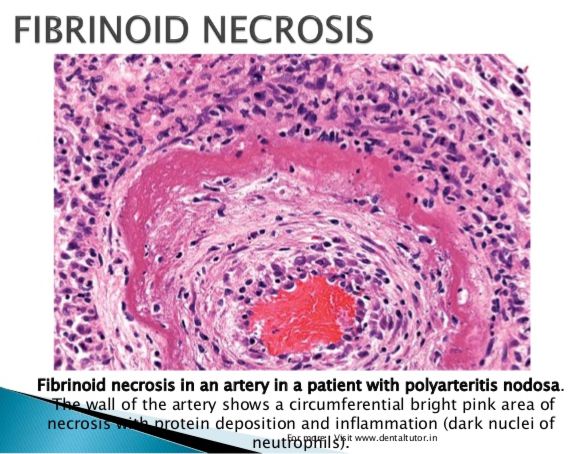 FIBRINOID NECROSIS
Fibrinoid necrosis in an artery in a patient with polyarteritis nodosa.
The wall of the artery shows a circumferential bright pink area of
necrosis with protein deposition and inflammation (dark nuclei of
neutrophils).
For more : Visit www.dentaltutor.in